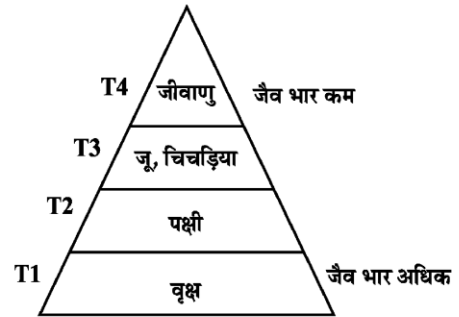 T4 जीवाणु जैव भार कम
T3 जू, चिचड़िया
T2 पक्षी
T1 वृक्ष जैव भार अधिक